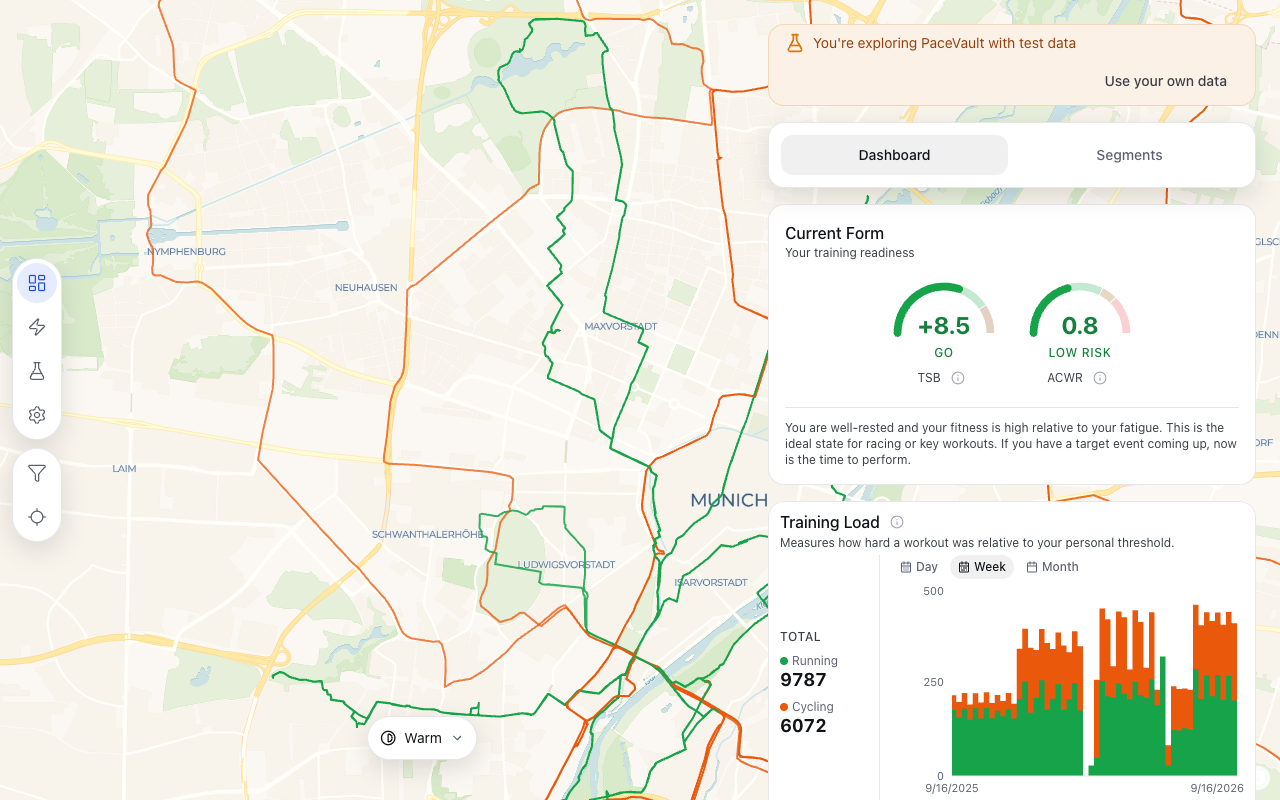 You're exploring PaceVault with test data
Use your own data
Dashboard
Segments
Current Form
Your training readiness
+8.5
GO
TSB
0.8
LOW RISK
ACWR
You are well-rested and your fitness is high relative to your fatigue. This is the
ideal state for racing or key workouts. If you have a target event coming up, now
is the time to perform.
Training Load
Measures how hard a workout was relative to your personal threshold.
Day
Week
Month
TOTAL
Running
9787
Cycling
6072
500
250
0
9/16/2025
9/16/2026
NYMPHENBURG
NEUHAUSEN
MAXVORSTADT
LAIM
MUNICH
SCHWANTHALERHÖHE
LUDWIGSVORSTADT
ISARVORSTADT
Warm